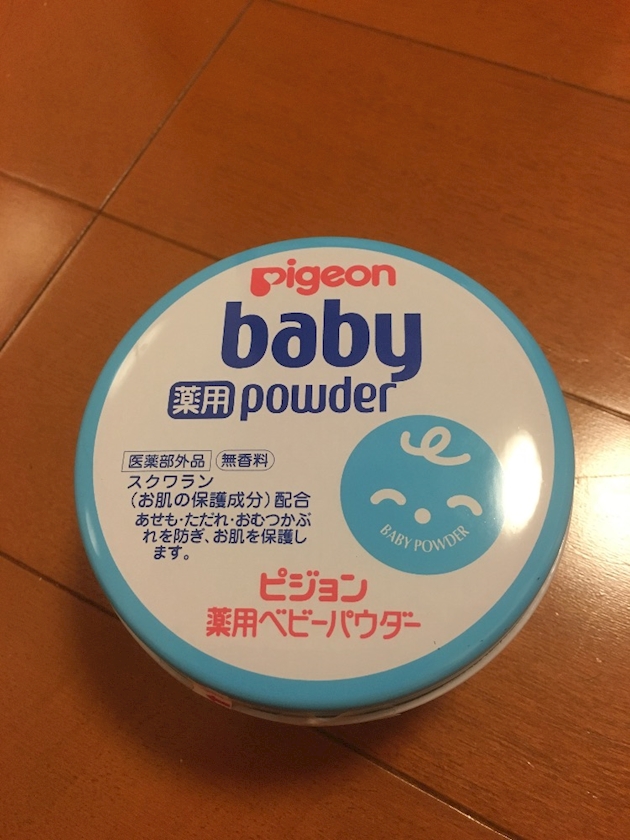 pigeon
baby
薬用 powder
医薬部外品 無香料
スクワラン
(お肌の保護成分)配合
あせも・ただれ・おむつかぶ
れを防ぎ、お肌を保護し
ます。
BABY POWDER
ピジョン
薬用ベビーパウダー